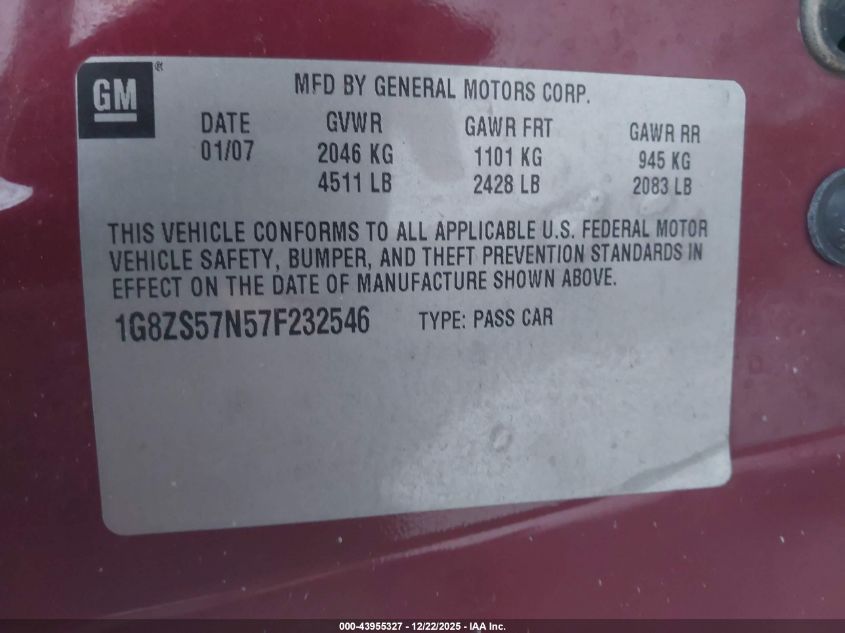 GM ®
MFD BY GENERAL MOTORS CORP.
DATE GVWR GAWR FRT GAWR RR
01/07 2046 KG 1101 KG 945 KG
4511 LB 2428 LB 2083 LB
THIS VEHICLE CONFORMS TO ALL APPLICABLE U.S. FEDERAL MOTOR
VEHICLE SAFETY, BUMPER, AND THEFT PREVENTION STANDARDS IN
EFFECT ON THE DATE OF MANUFACTURE SHOWN ABOVE.
1G8ZS57N57F232546 TYPE: PASS CAR
000-43955327 - 12/22/2025 - IAA Inc.